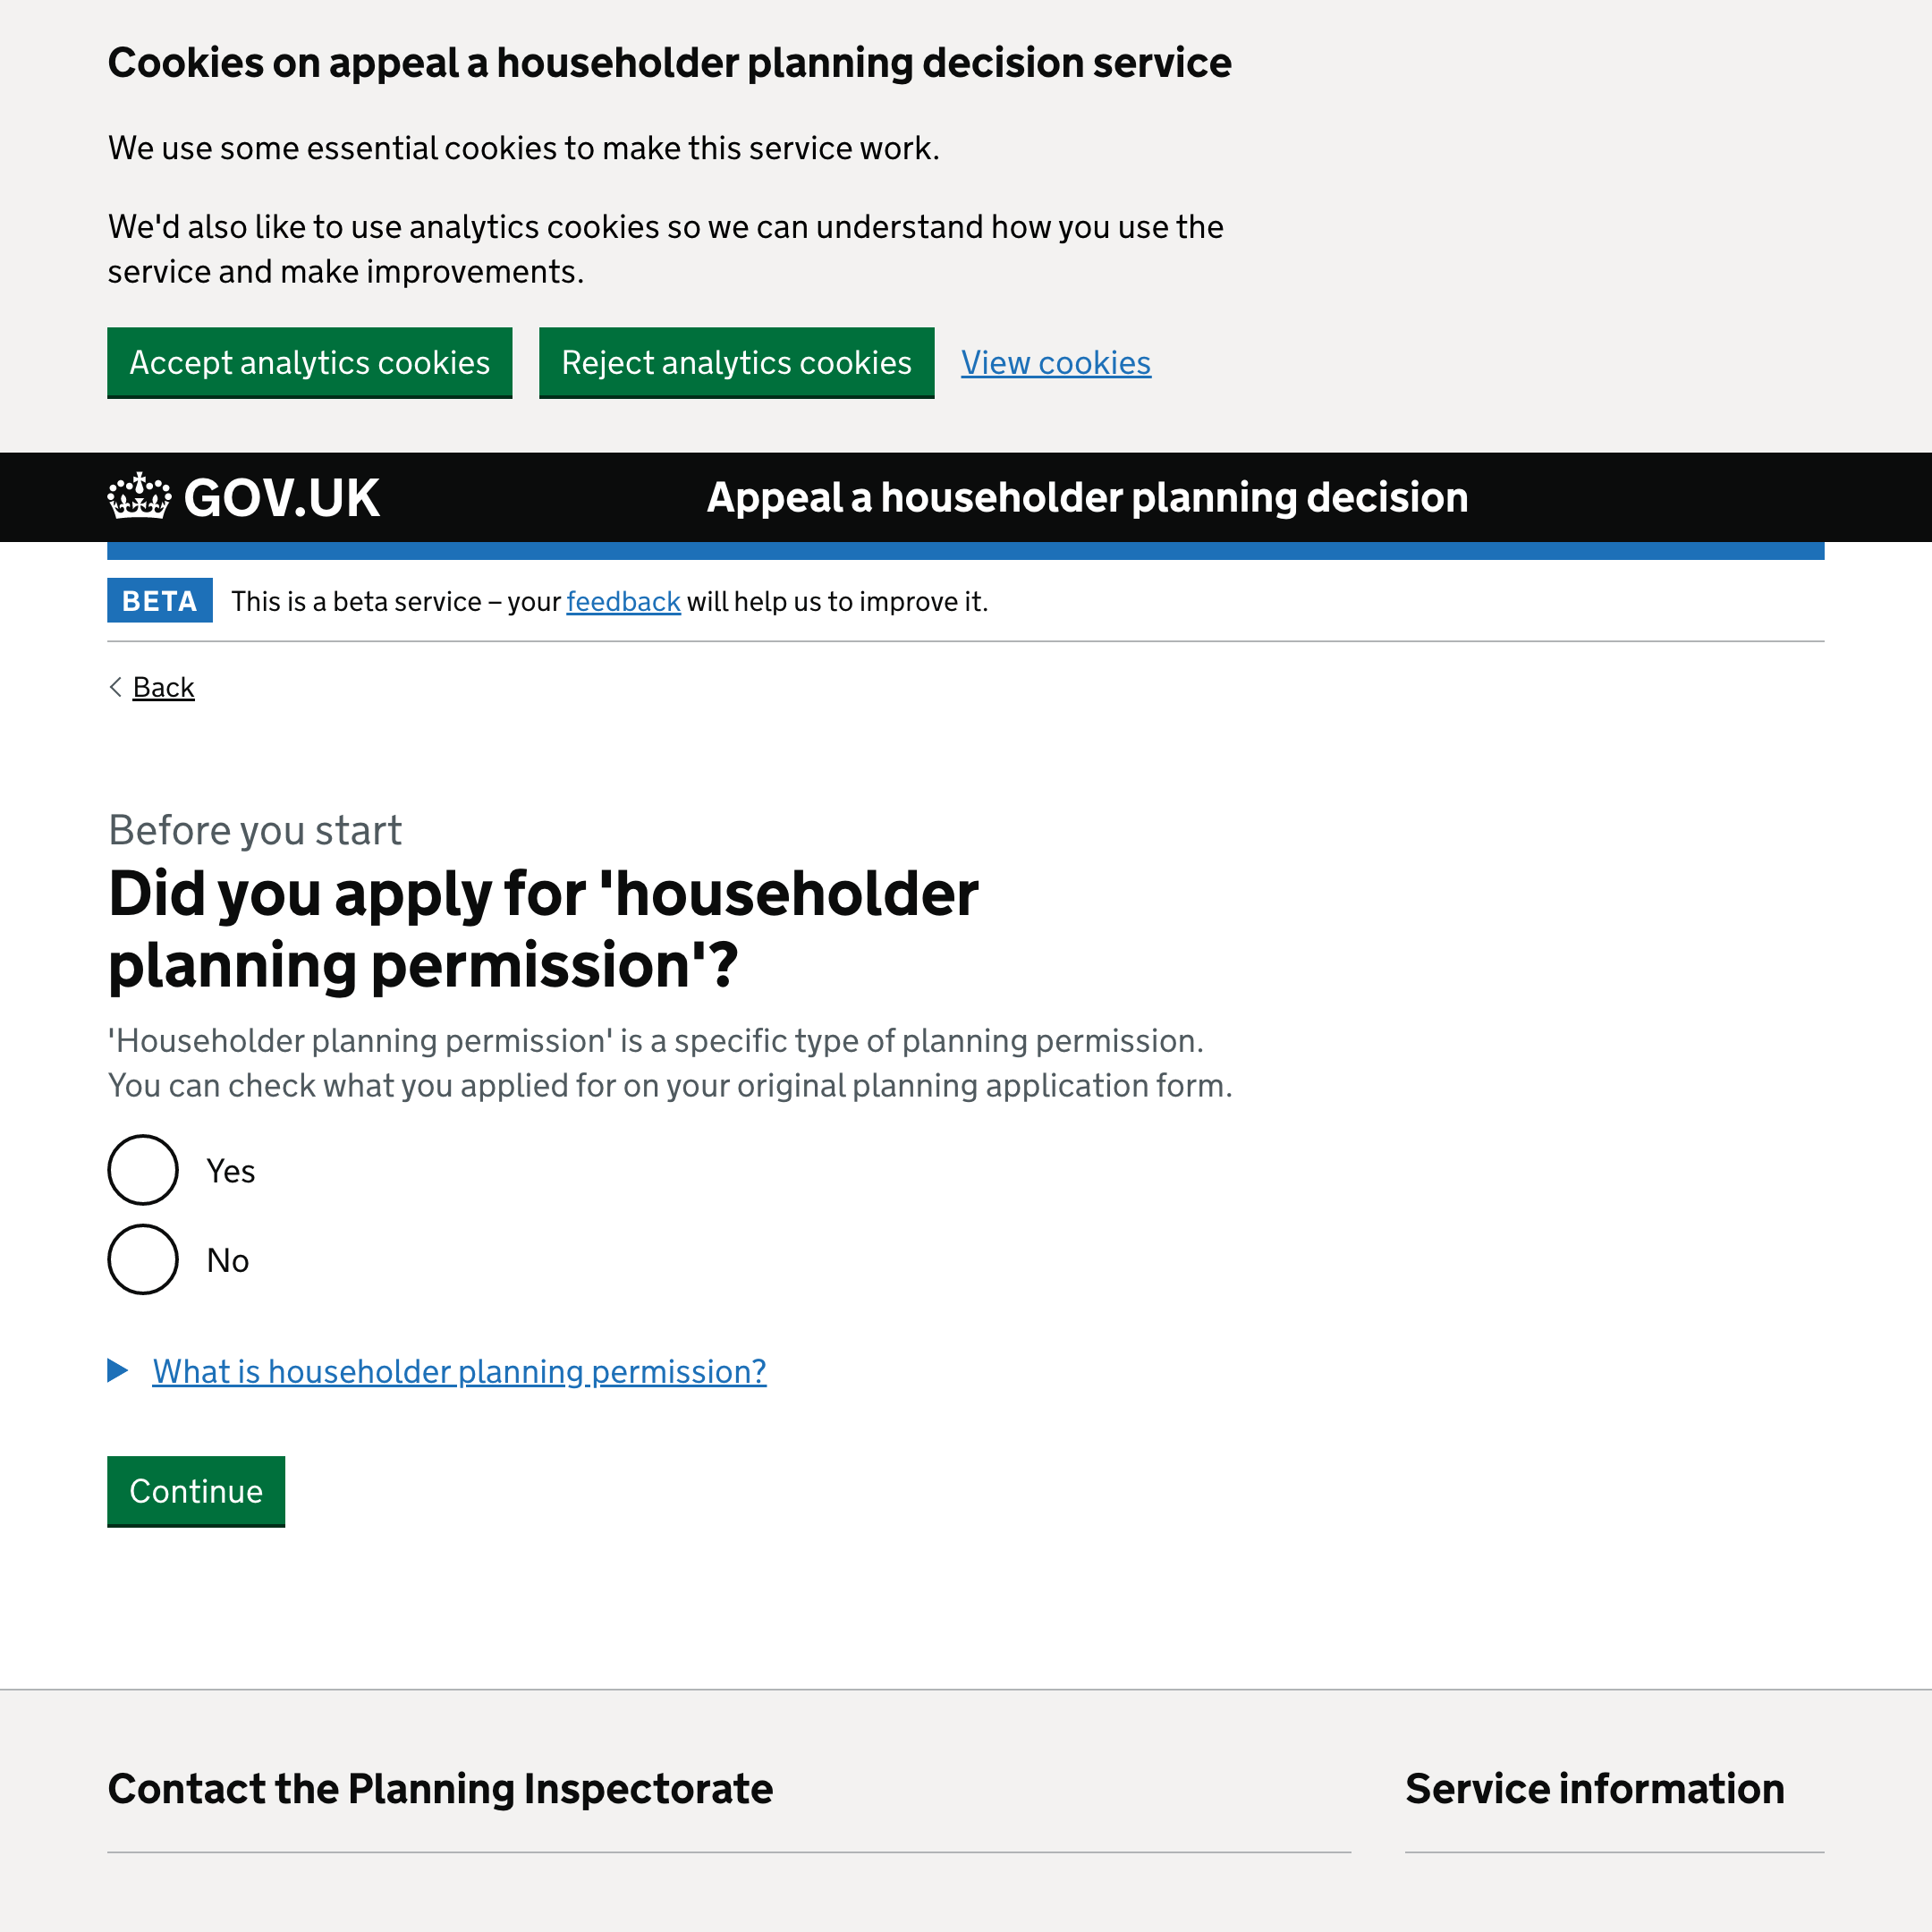 Cookies on appeal a householder planning decision service
We use some essential cookies to make this service work.
We'd also like to use analytics cookies so we can understand how you use the
service and make improvements.
Accept analytics cookies
Reject analytics cookies
View cookies
GOV.UK
Appeal a householder planning decision
BETA
This is a beta service – your feedback will help us to improve it.
Back
Before you start
Did you apply for 'householder
planning permission'?
'Householder planning permission' is a specific type of planning permission.
You can check what you applied for on your original planning application form.
Yes
No
What is householder planning permission?
Continue
Contact the Planning Inspectorate
Service information